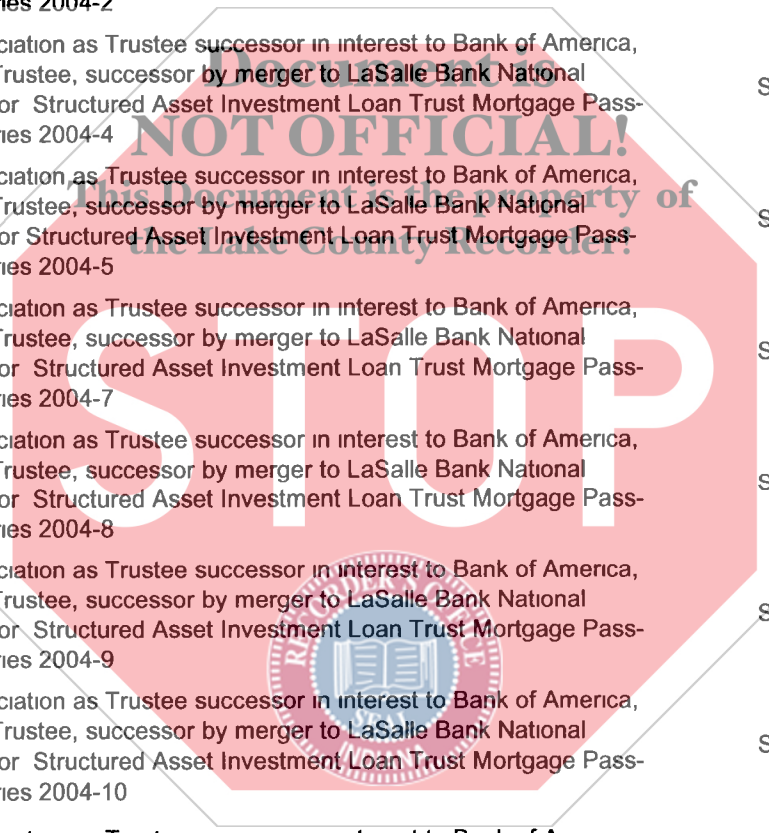 ies 2004-2
ciation as Trustee successor in interest to Bank of America,
Trustee, successor by merger to LaSalle Bank National
or Structured Asset Investment Loan Trust Mortgage Pass-
ies 2004-4
S
Document is
NOT OFFICIAL!
This Document is the property of
the Lake County Recorder!
ciation as Trustee successor in interest to Bank of America,
Trustee, successor by merger to LaSalle Bank National
or Structured Asset Investment Loan Trust Mortgage Pass-
ies 2004-5
S
ciation as Trustee successor in interest to Bank of America,
Trustee, successor by merger to LaSalle Bank National
or Structured Asset Investment Loan Trust Mortgage Pass-
ies 2004-7
S
STOP
ciation as Trustee successor in interest to Bank of America,
Trustee, successor by merger to LaSalle Bank National
or Structured Asset Investment Loan Trust Mortgage Pass-
ies 2004-8
S
ciation as Trustee successor in interest to Bank of America,
Trustee, successor by merger to LaSalle Bank National
or Structured Asset Investment Loan Trust Mortgage Pass-
ies 2004-9
S
RECORDER'S OFFICE
SEAL
INDIANA
ciation as Trustee successor in interest to Bank of America,
Trustee, successor by merger to LaSalle Bank National
or Structured Asset Investment Loan Trust Mortgage Pass-
ies 2004-10
S